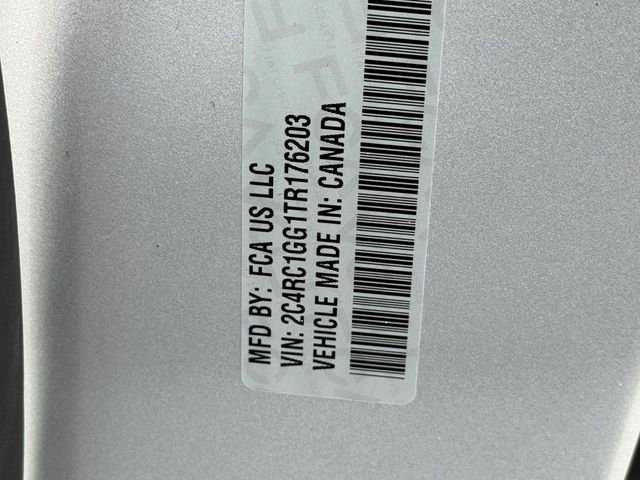 MFD BY: FCA US LLC
VIN: 2C4RC1GG1TR176203
VEHICLE MADE IN: CANADA